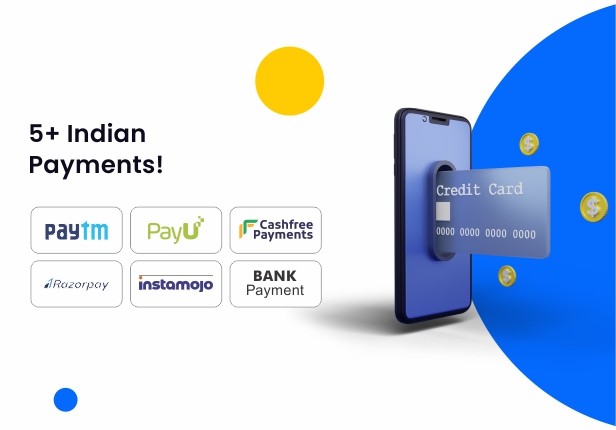 5+ Indian
Payments!
paytm
PayU
Cashfree
Payments
Razorpay
instamojo
BANK
Payment
Credit Card
0000 0000 0000 0000
$
$
$